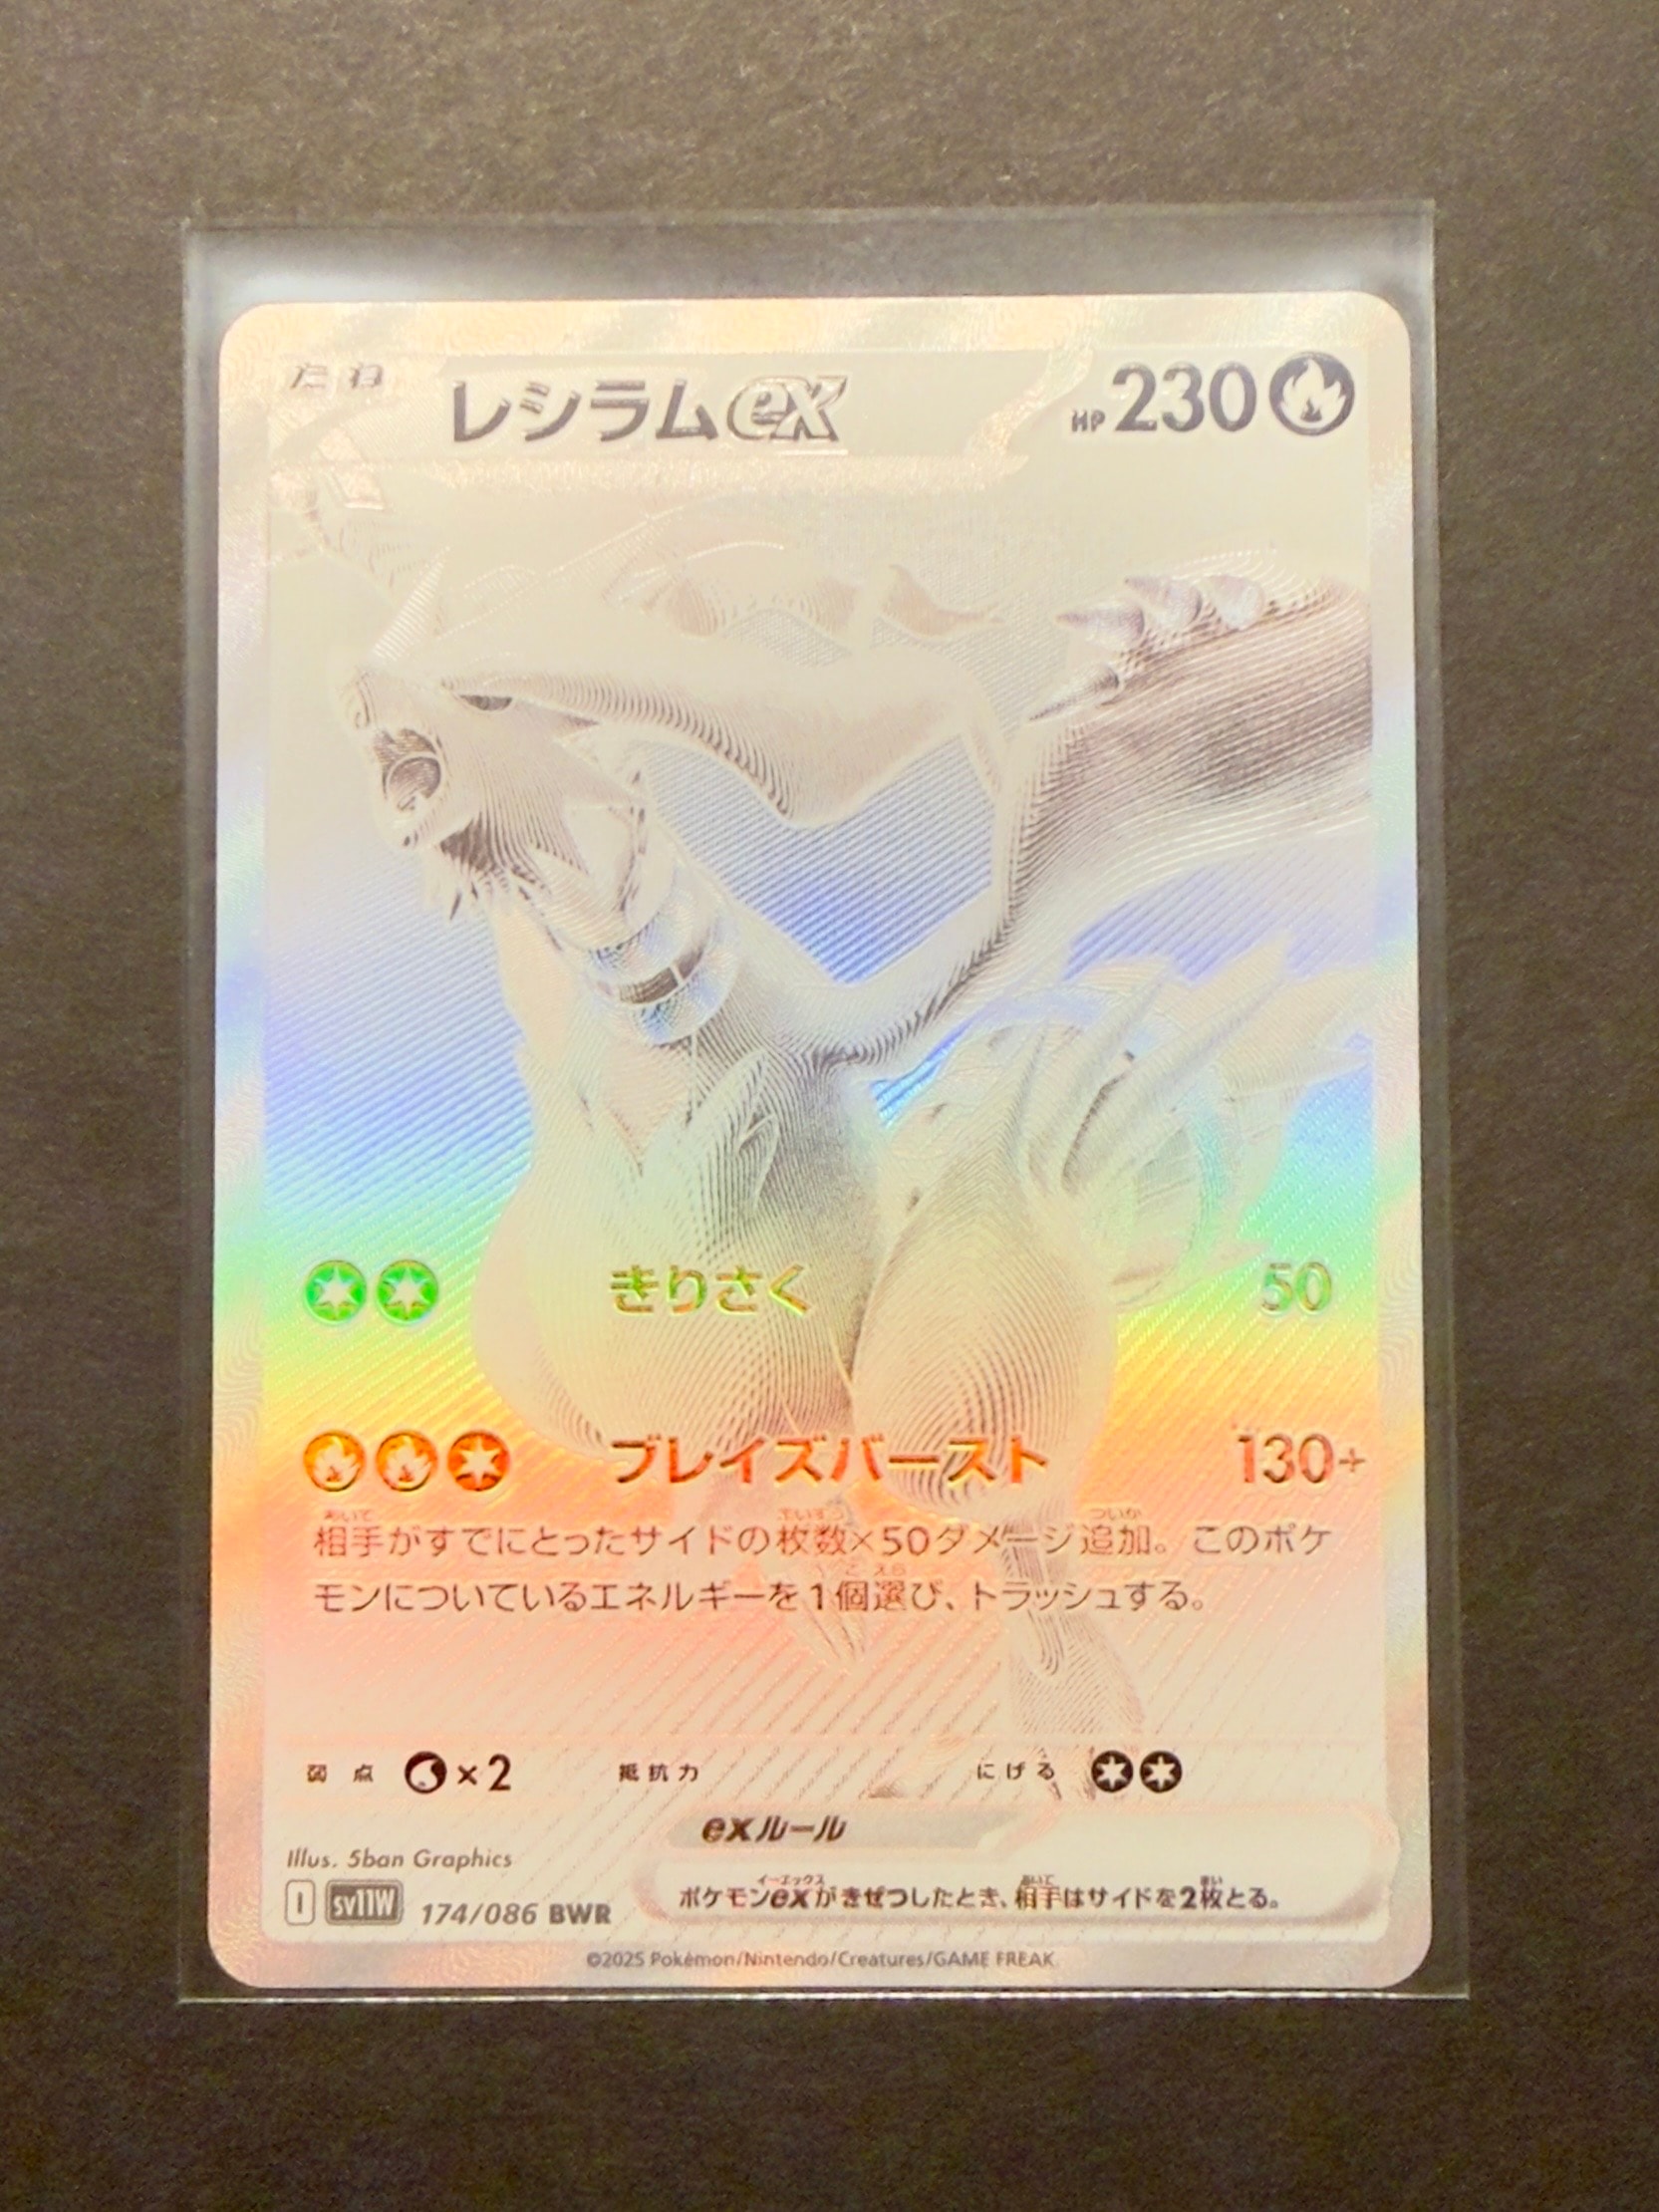 たね レシラムex HP 230
きりさく 50
ブレイズバースト 130+
相手がすでにとったサイドの枚数×50ダメージ追加。このポケ
モンについているエネルギーを1個選び、トラッシュする。
弱点 ×2 抵抗力 にげる
exルール
ポケモンexがきぜつしたとき、相手はサイドを2枚とる。
Illus. 5ban Graphics
I SV11W 174/086 BWR
©2025 Pokémon/Nintendo/Creatures/GAME FREAK